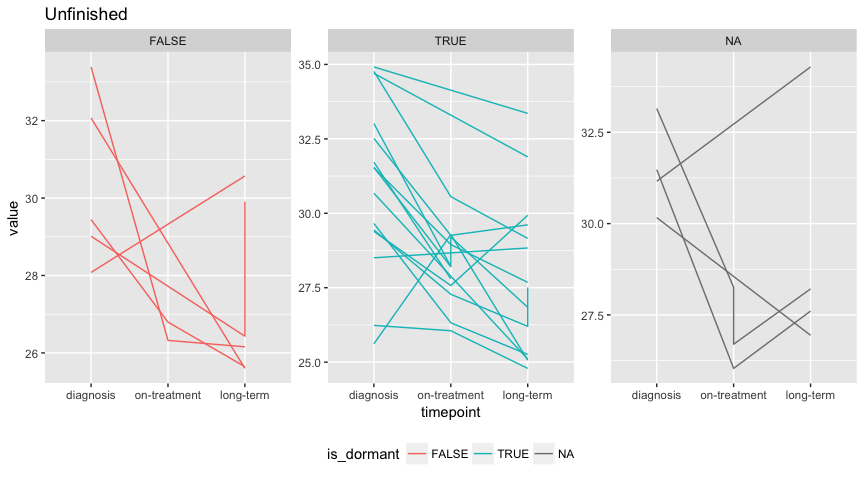 Unfinished
FALSE
TRUE
NA
value
32
30
28
26
35.0
32.5
30.0
27.5
25.0
32.5
30.0
27.5
diagnosis on-treatment long-term
diagnosis on-treatment long-term
diagnosis on-treatment long-term
timepoint
is_dormant FALSE TRUE NA